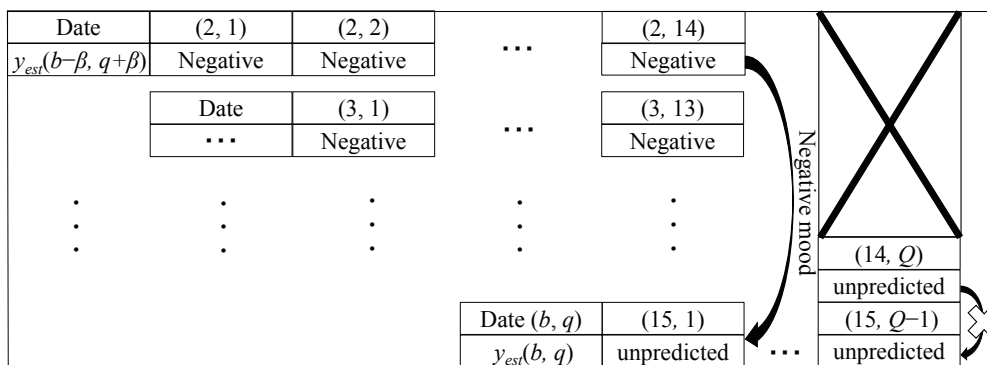 Date (2, 1) (2, 2) ... (2, 14)
y_est(b−β, q+β) Negative Negative Negative
Date (3, 1) ... (3, 13)
... Negative Negative
Negative mood
(14, Q)
unpredicted
Date (b, q) (15, 1) (15, Q−1)
y_est(b, q) unpredicted ... unpredicted